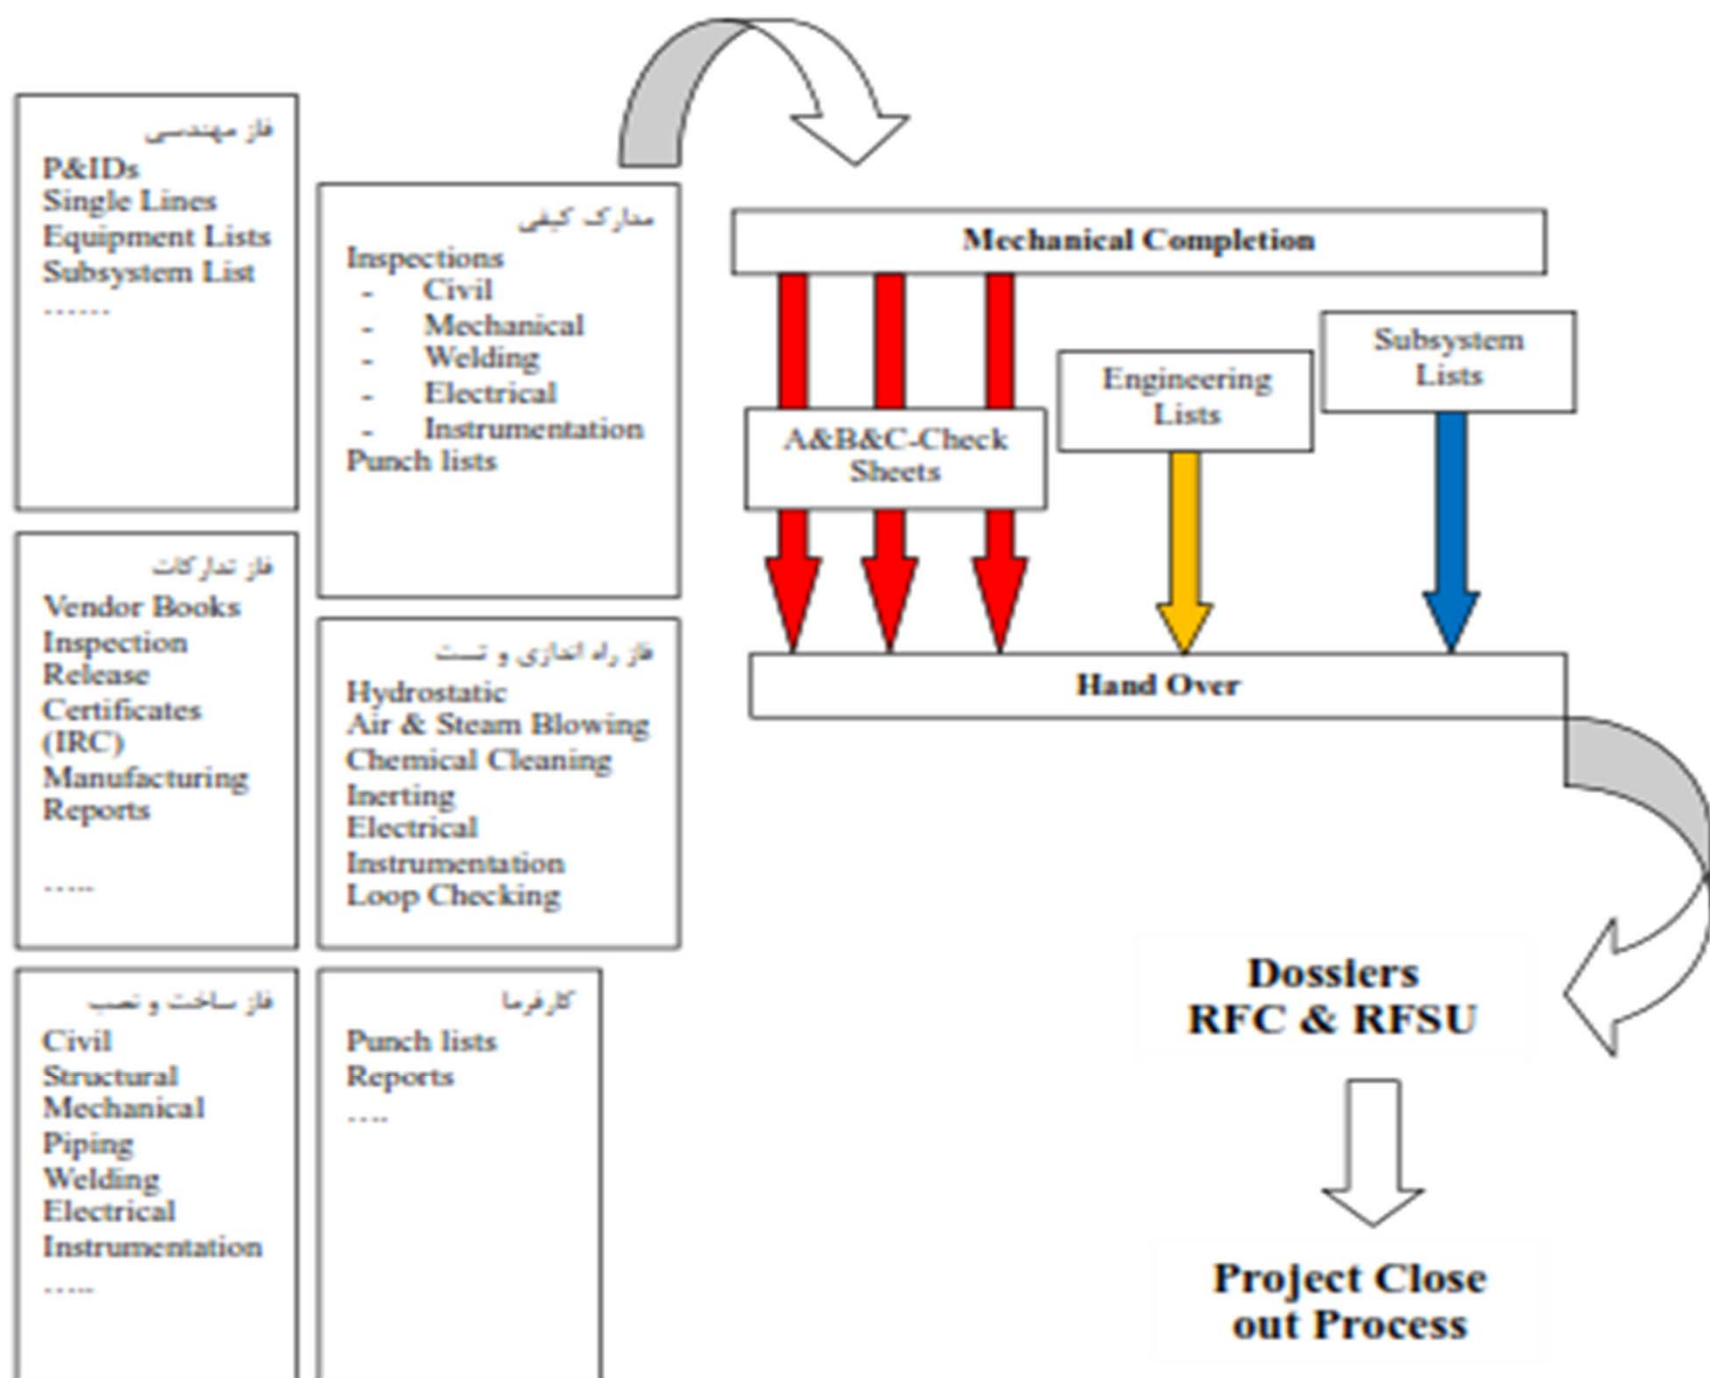 فاز مهندسی
P&IDs
Single Lines
Equipment Lists
Subsystem List
......
مدارک کیفی
Inspections
- Civil
- Mechanical
- Welding
- Electrical
- Instrumentation
Punch lists
فاز تدارکات
Vendor Books
Inspection
Release
Certificates
(IRC)
Manufacturing
Reports
.....
فاز راه اندازی و تست
Hydrostatic
Air & Steam Blowing
Chemical Cleaning
Inerting
Electrical
Instrumentation
Loop Checking
فاز ساخت و نصب
Civil
Structural
Mechanical
Piping
Welding
Electrical
Instrumentation
.....
کارفرما
Punch lists
Reports
....
Mechanical Completion
A&B&C-Check
Sheets
Engineering
Lists
Subsystem
Lists
Hand Over
Dossiers
RFC & RFSU
Project Close
out Process